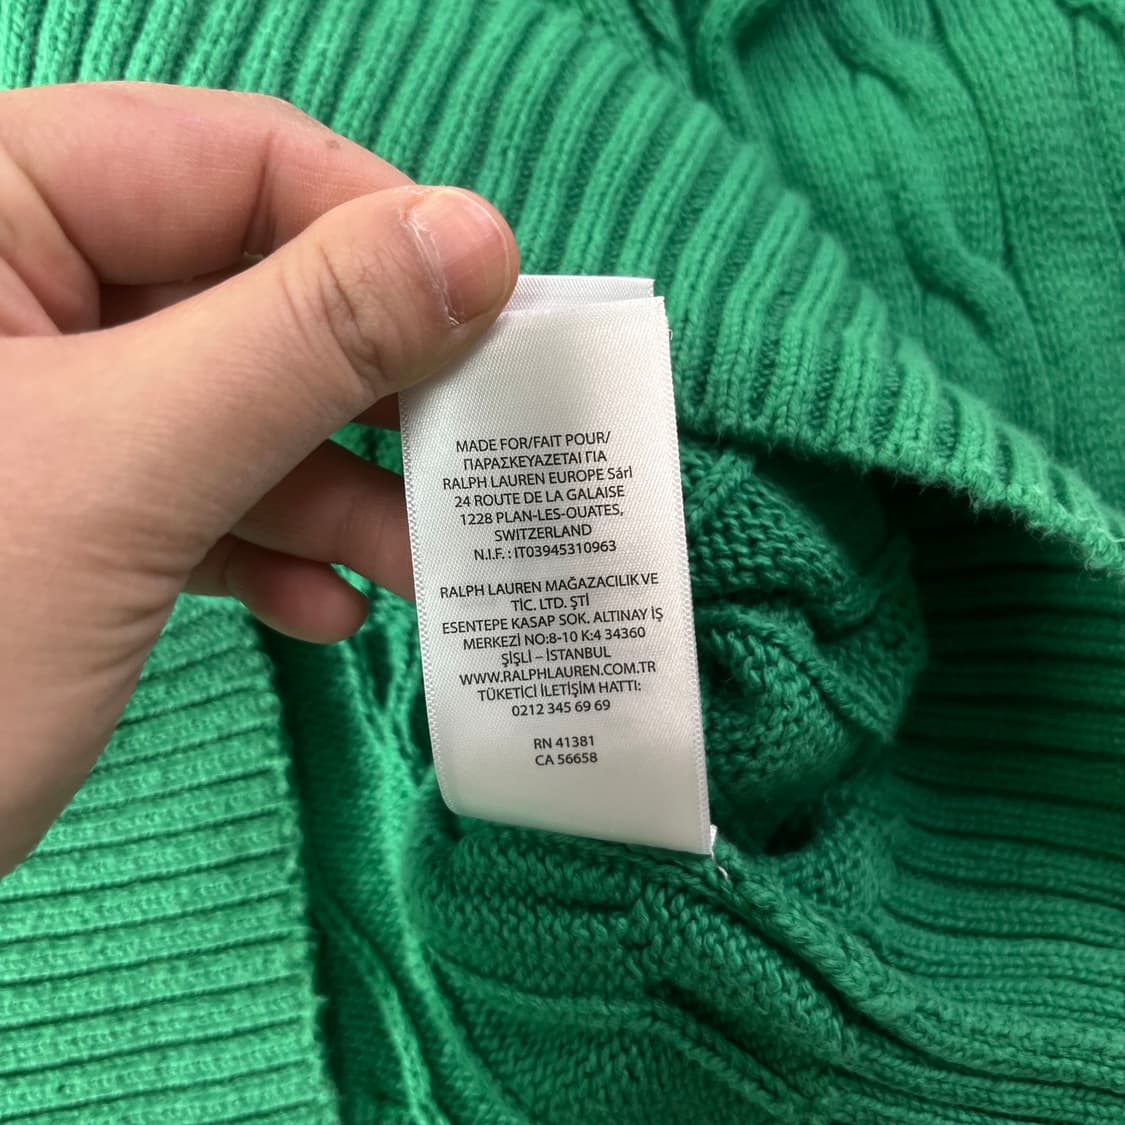 MADE FOR/FAIT POUR/
ΠΑΡΑΣΚΕΥΑΖΕΤΑΙ ΓΙΑ
RALPH LAUREN EUROPE Sárl
24 ROUTE DE LA GALAISE
1228 PLAN-LES-OUATES,
SWITZERLAND
N.I.F. : IT03945310963
RALPH LAUREN MAĞAZACILIK VE
TİC. LTD. ŞTİ
ESENTEPE KASAP SOK. ALTINAY İŞ
MERKEZİ NO:8-10 K:4 34360
ŞİŞLİ – İSTANBUL
WWW.RALPHLAUREN.COM.TR
TÜKETİCİ İLETİŞİM HATTI:
0212 345 69 69
RN 41381
CA 56658